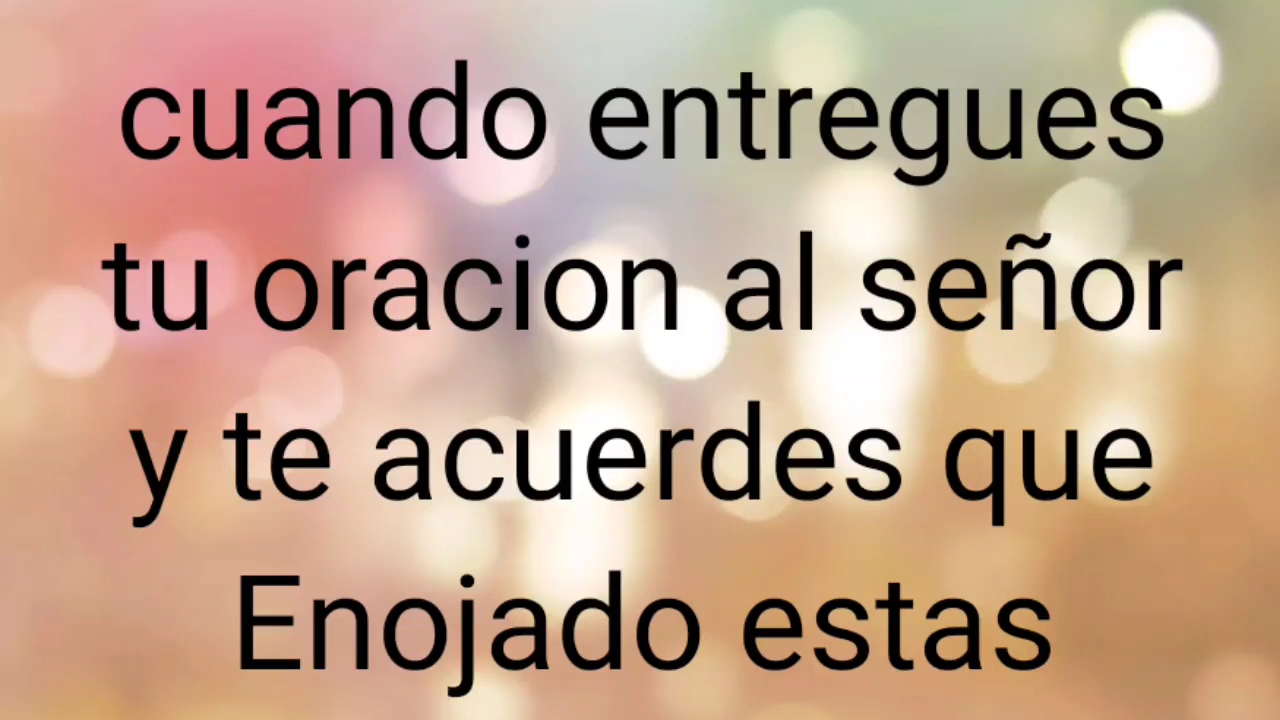 cuando entregues
tu oracion al señor
y te acuerdes que
Enojado estas